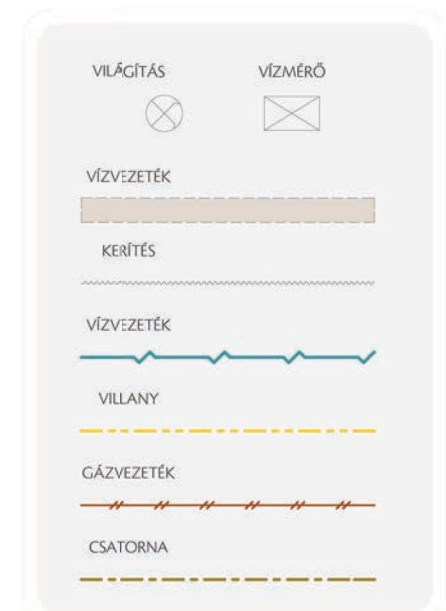 VILÁGÍTÁS VÍZMÉRŐ
VÍZVEZETÉK
KERÍTÉS
VÍZVEZETÉK
VILLANY
GÁZVEZETÉK
CSATORNA